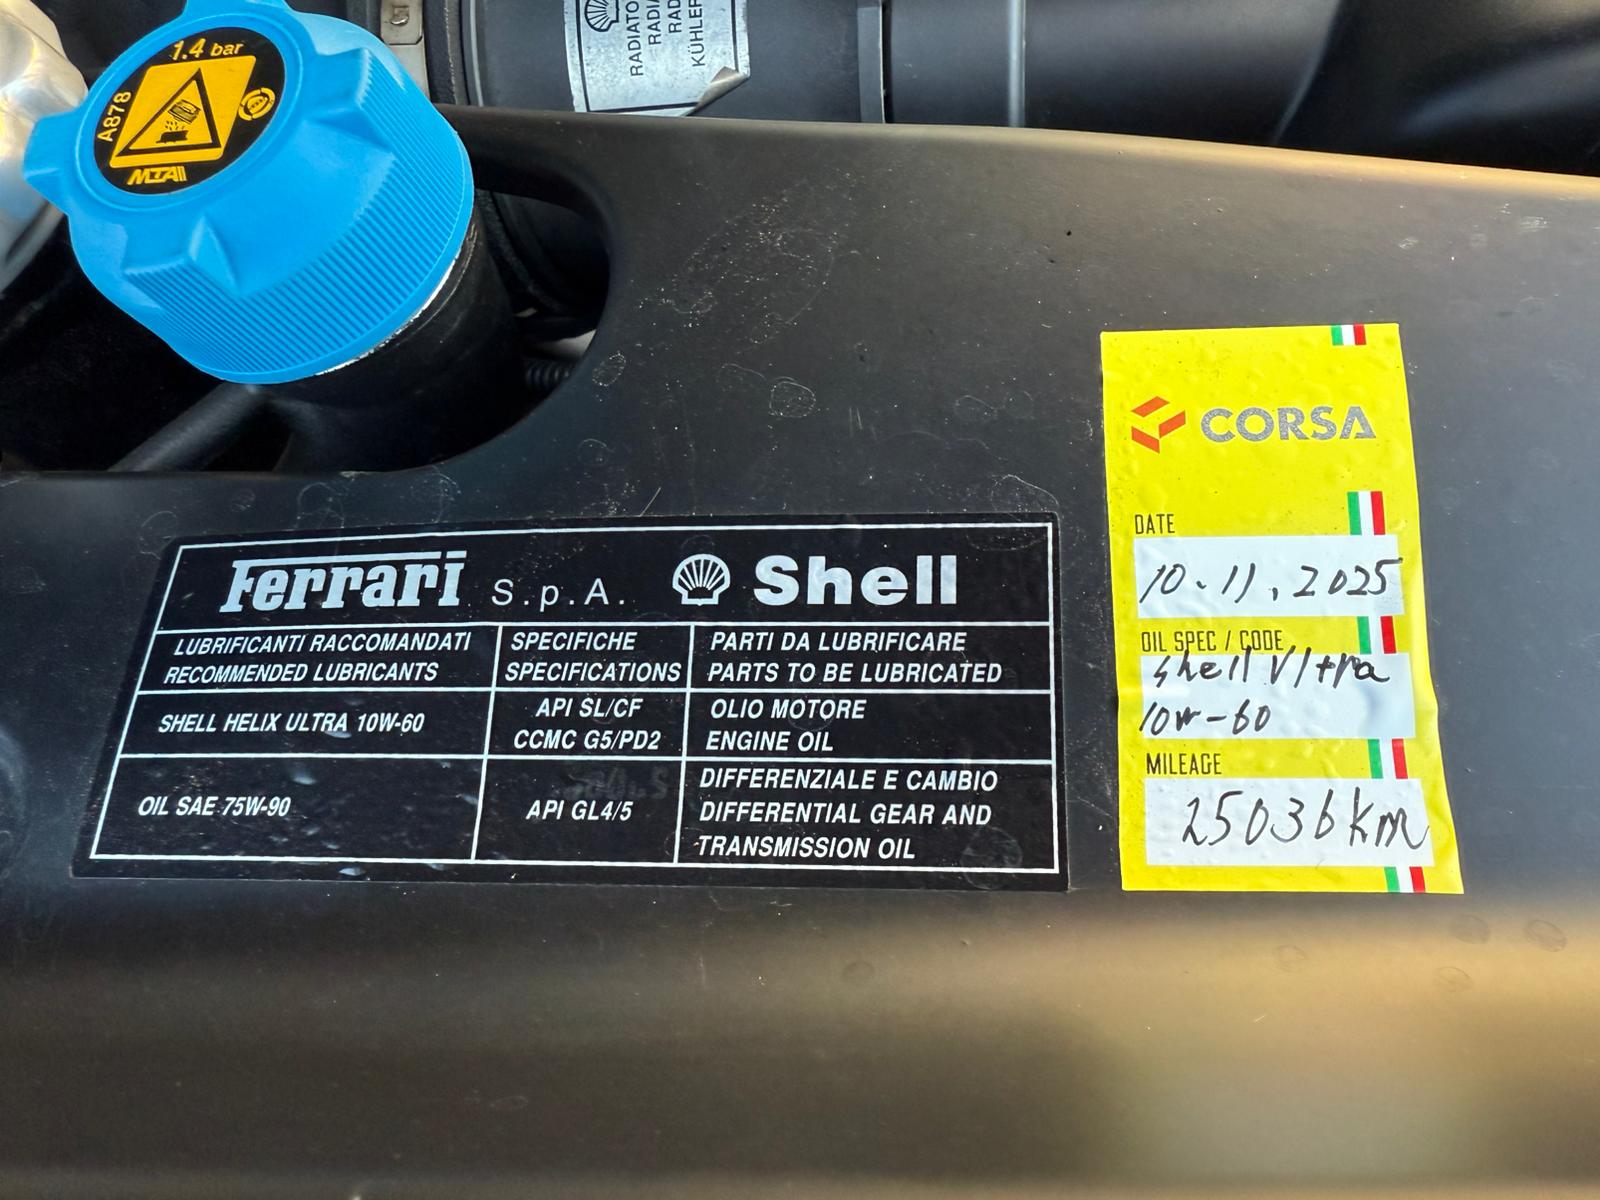 1.4 bar
A878
MTA
RADIATO
RADIA
RAD
KÜHLER
Ferrari S.p.A. Shell
LUBRIFICANTI RACCOMANDATI
RECOMMENDED LUBRICANTS
SPECIFICHE
SPECIFICATIONS
PARTI DA LUBRIFICARE
PARTS TO BE LUBRICATED
SHELL HELIX ULTRA 10W-60
API SL/CF
CCMC G5/PD2
OLIO MOTORE
ENGINE OIL
OIL SAE 75W-90
API GL4/5
DIFFERENZIALE E CAMBIO
DIFFERENTIAL GEAR AND
TRANSMISSION OIL
CORSA
DATE
10.11.2025
OIL SPEC / CODE
shell Vltra
10w-60
MILEAGE
25036km